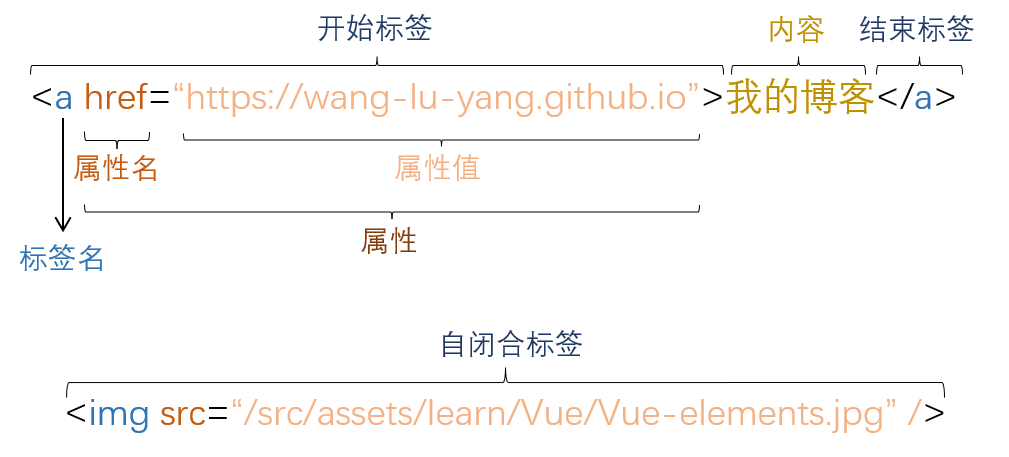 开始标签 内容 结束标签
<a href=“https://wang-lu-yang.github.io”>我的博客</a>
属性名 属性值
属性
标签名
自闭合标签
<img src=“/src/assets/learn/Vue/Vue-elements.jpg” />